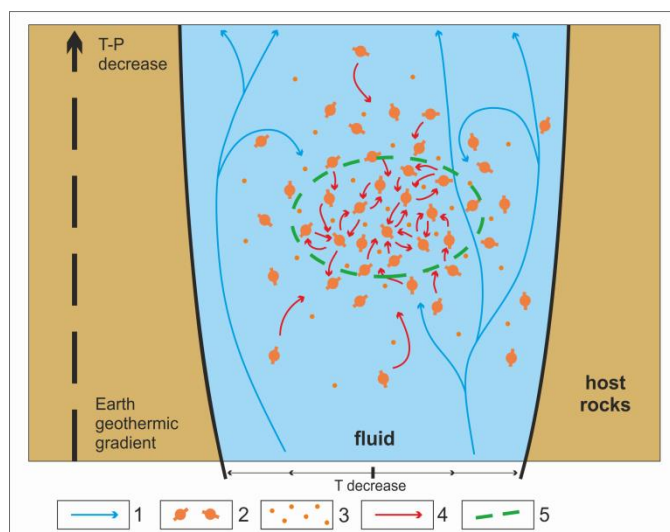 T-P
decrease
Earth
geothermic
gradient
fluid
host
rocks
T decrease
1
2
3
4
5